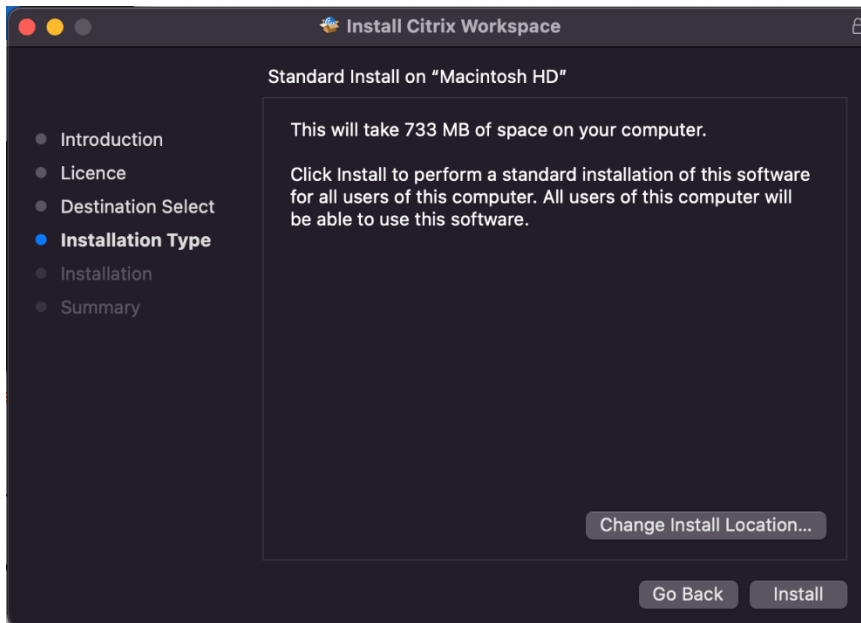 Install Citrix Workspace
Standard Install on “Macintosh HD”
Introduction
Licence
Destination Select
Installation Type
Installation
Summary
This will take 733 MB of space on your computer.
Click Install to perform a standard installation of this software
for all users of this computer. All users of this computer will
be able to use this software.
Change Install Location...
Go Back
Install